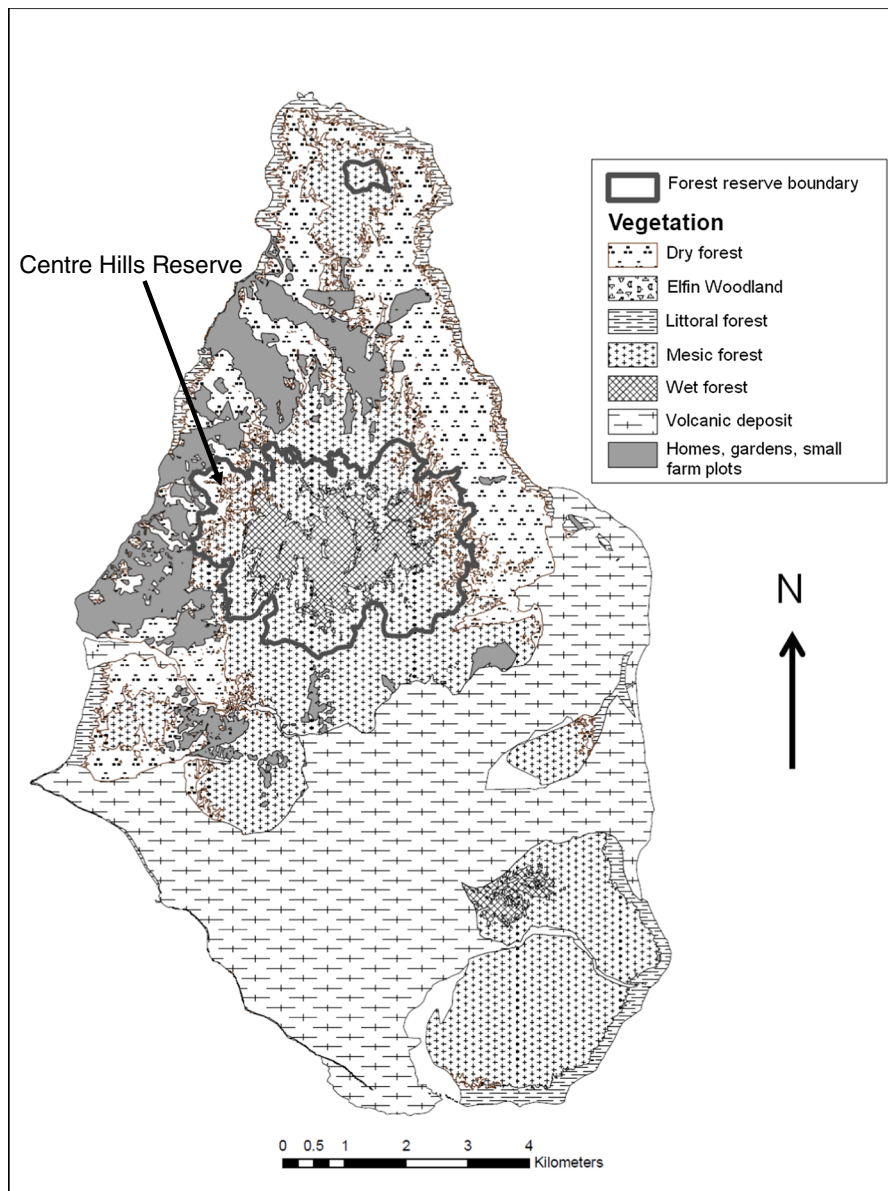 Centre Hills Reserve
Forest reserve boundary
Vegetation
Dry forest
Elfin Woodland
Littoral forest
Mesic forest
Wet forest
Volcanic deposit
Homes, gardens, small
farm plots
N
0 0.5 1 2 3 4
Kilometers